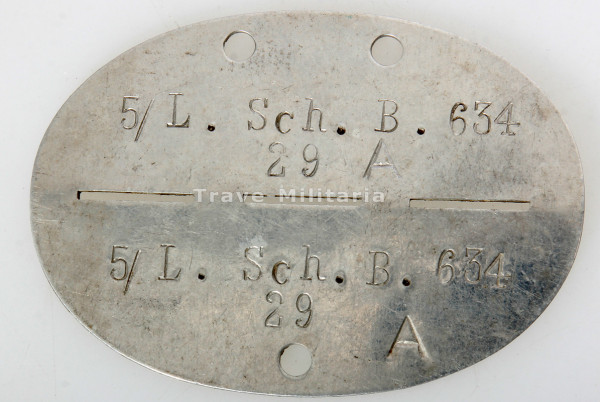 5/ L. Sch. B. 634
29 A
Trave Militaria
5/ L. Sch. B. 634
29
A